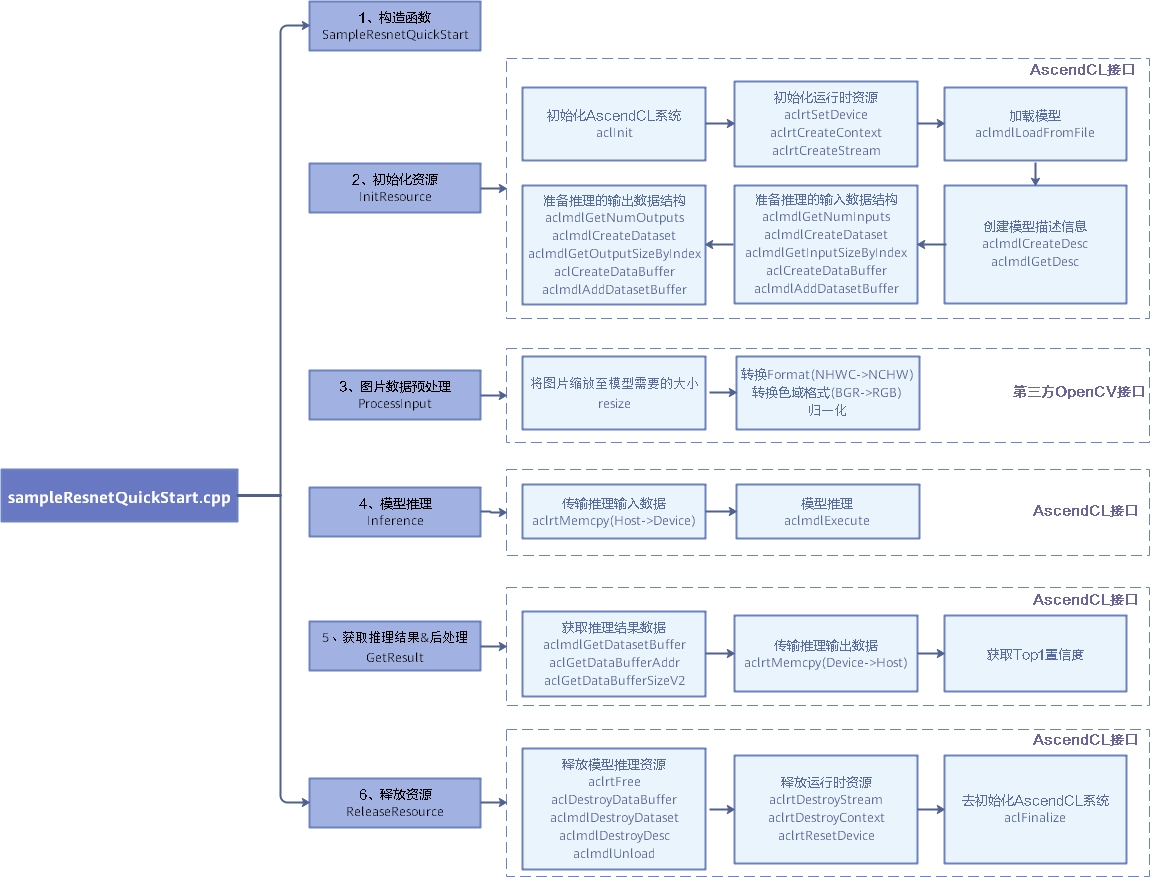 sampleResnetQuickStart.cpp
1、构造函数
SampleResnetQuickStart
2、初始化资源
InitResource
AscendCL接口
初始化AscendCL系统
aclInit
初始化运行时资源
aclrtSetDevice
aclrtCreateContext
aclrtCreateStream
加载模型
aclmdlLoadFromFile
创建模型描述信息
aclmdlCreateDesc
aclmdlGetDesc
准备推理的输入数据结构
aclmdlGetNumInputs
aclmdlCreateDataset
aclmdlGetInputSizeByIndex
aclCreateDataBuffer
aclmdlAddDatasetBuffer
准备推理的输出数据结构
aclmdlGetNumOutputs
aclmdlCreateDataset
aclmdlGetOutputSizeByIndex
aclCreateDataBuffer
aclmdlAddDatasetBuffer
3、图片数据预处理
ProcessInput
将图片缩放至模型需要的大小
resize
转换Format(NHWC->NCHW)
转换色域格式(BGR->RGB)
归一化
第三方OpenCV接口
4、模型推理
Inference
传输推理输入数据
aclrtMemcpy(Host->Device)
模型推理
aclmdlExecute
AscendCL接口
5、获取推理结果&后处理
GetResult
AscendCL接口
获取推理结果数据
aclmdlGetDatasetBuffer
aclGetDataBufferAddr
aclGetDataBufferSizeV2
传输推理输出数据
aclrtMemcpy(Device->Host)
获取Top1置信度
6、释放资源
ReleaseResource
AscendCL接口
释放模型推理资源
aclrtFree
aclDestroyDataBuffer
aclmdlDestroyDataset
aclmdlDestroyDesc
aclmdlUnload
释放运行时资源
aclrtDestroyStream
aclrtDestroyContext
aclrtResetDevice
去初始化AscendCL系统
aclFinalize